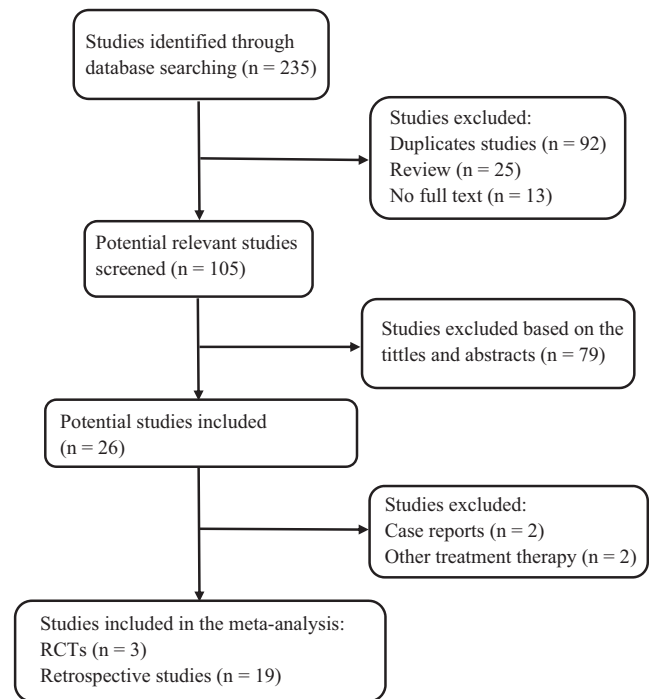 Studies identified through
database searching (n = 235)
Studies excluded:
Duplicates studies (n = 92)
Review (n = 25)
No full text (n = 13)
Potential relevant studies
screened (n = 105)
Studies excluded based on the
tittles and abstracts (n = 79)
Potential studies included
(n = 26)
Studies excluded:
Case reports (n = 2)
Other treatment therapy (n = 2)
Studies included in the meta-analysis:
RCTs (n = 3)
Retrospective studies (n = 19)